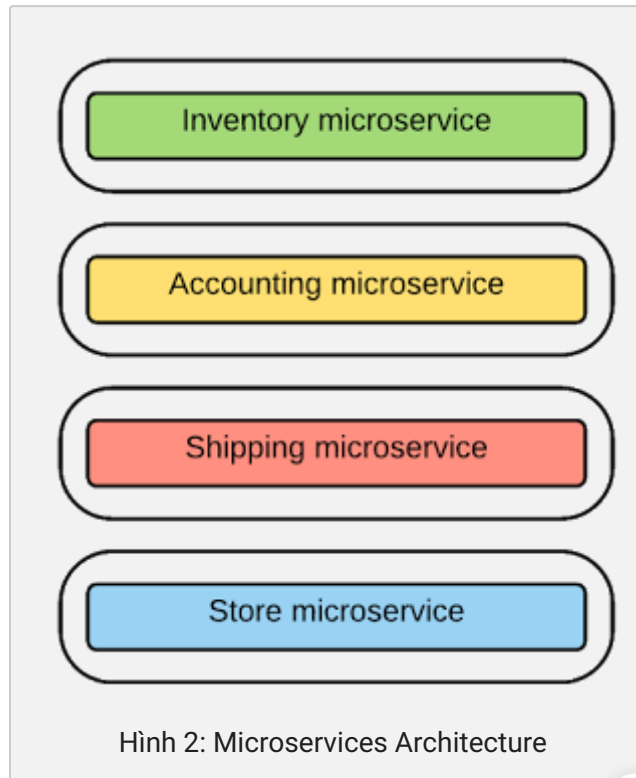 Inventory microservice
Accounting microservice
Shipping microservice
Store microservice
Hình 2: Microservices Architecture